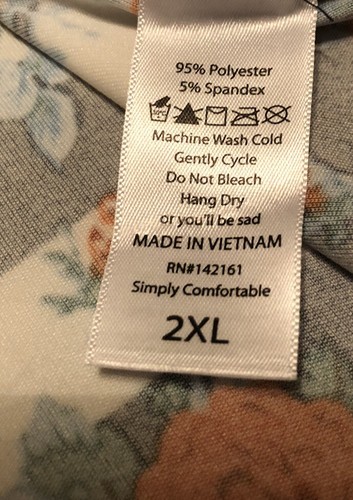 95% Polyester
5% Spandex
Machine Wash Cold
Gently Cycle
Do Not Bleach
Hang Dry
or you'll be sad
MADE IN VIETNAM
RN#142161
Simply Comfortable
2XL